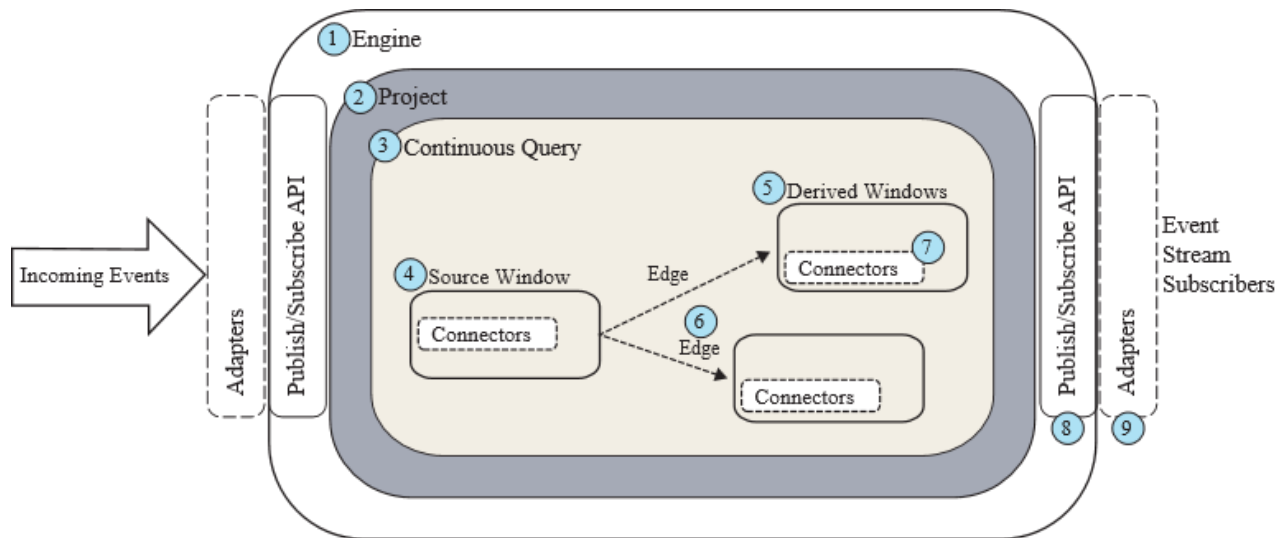 1 Engine
2 Project
3 Continuous Query
5 Derived Windows
7
Connectors
4 Source Window
Edge
Connectors
6
Edge
Connectors
Incoming Events
Adapters
Publish/Subscribe API
Publish/Subscribe API
8
Adapters
9
Event
Stream
Subscribers